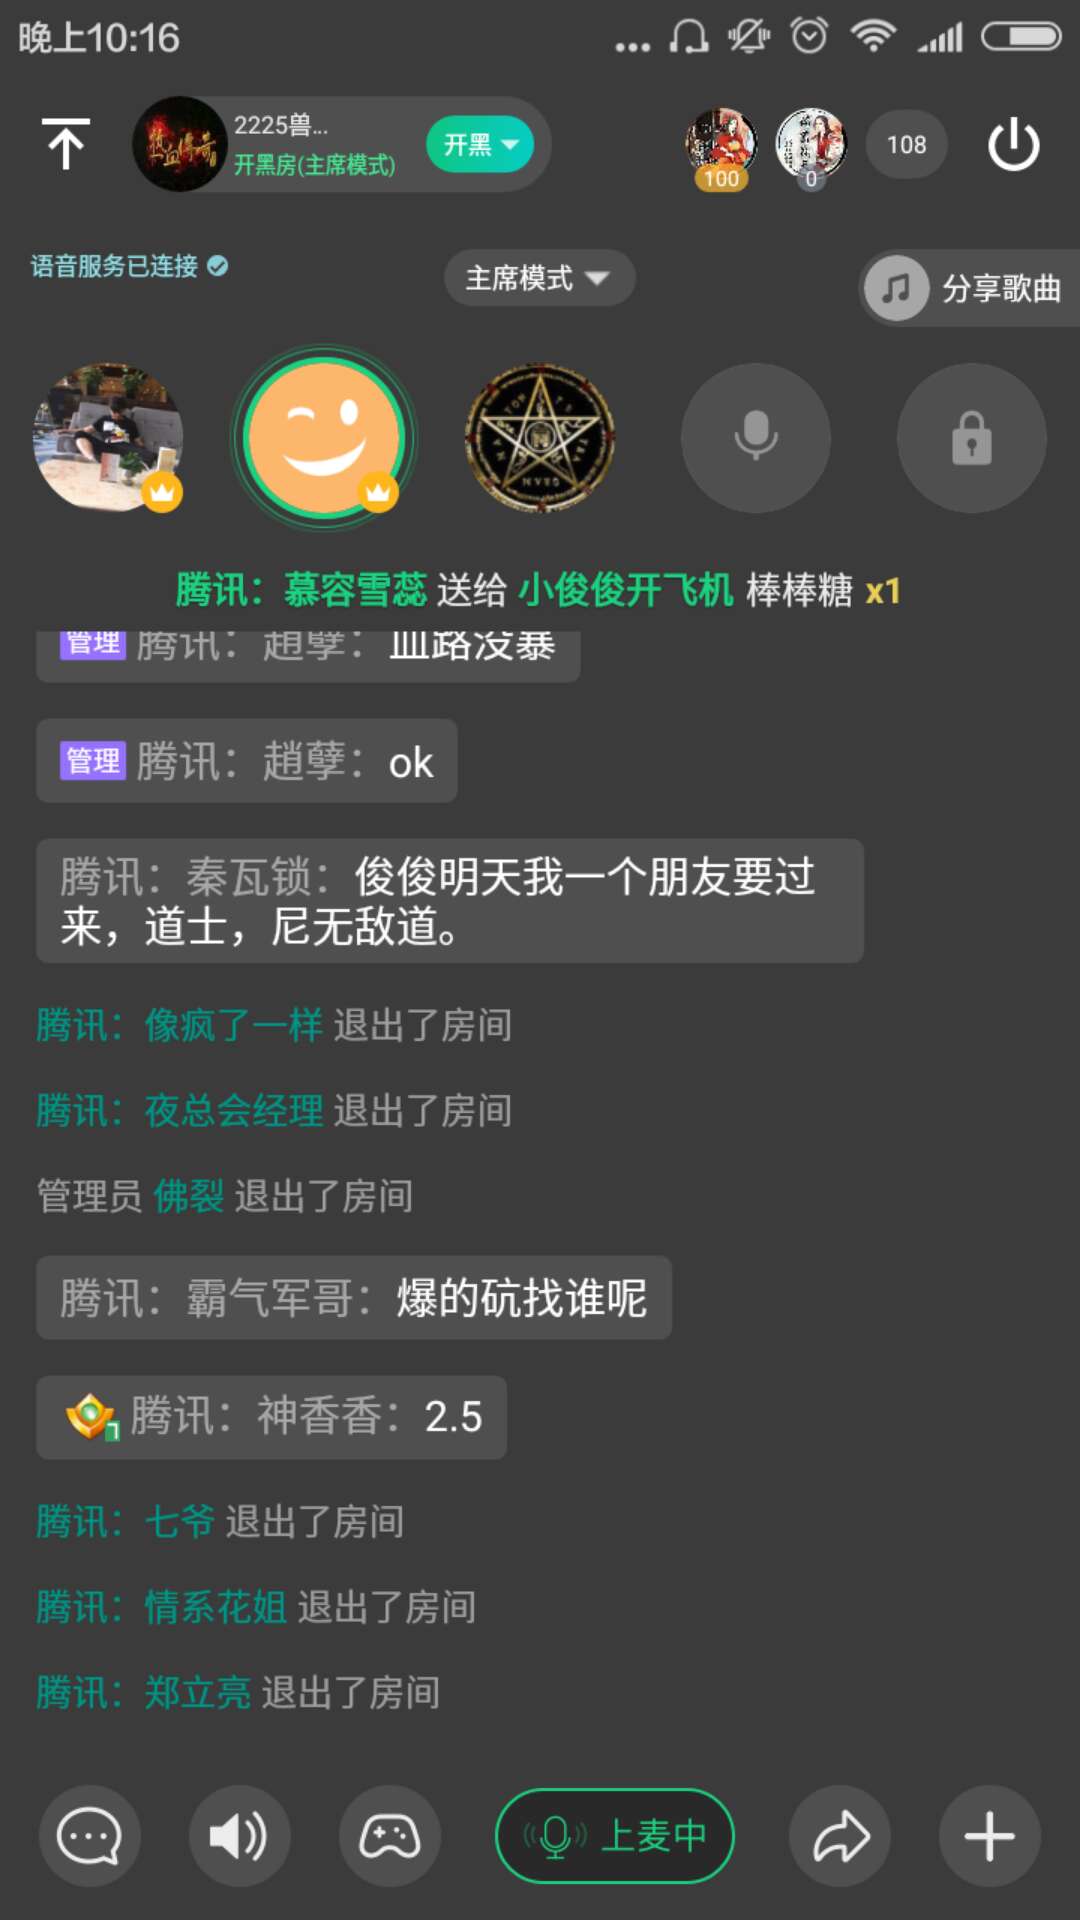 晚上10:16
2225兽...
开黑房(主席模式)
开黑
100
0
108
语音服务已连接
主席模式
分享歌曲
腾讯：慕容雪蕊 送给 小俊俊开飞机 棒棒糖 x1
管理 腾讯：趙孽：血路没暴
管理 腾讯：趙孽：ok
腾讯：秦瓦锁：俊俊明天我一个朋友要过
来，道士，尼无敌道。
腾讯：像疯了一样 退出了房间
腾讯：夜总会经理 退出了房间
管理员 佛裂 退出了房间
腾讯：霸气军哥：爆的砊找谁呢
1 腾讯：神香香：2.5
腾讯：七爷 退出了房间
腾讯：情系花姐 退出了房间
腾讯：郑立亮 退出了房间
上麦中